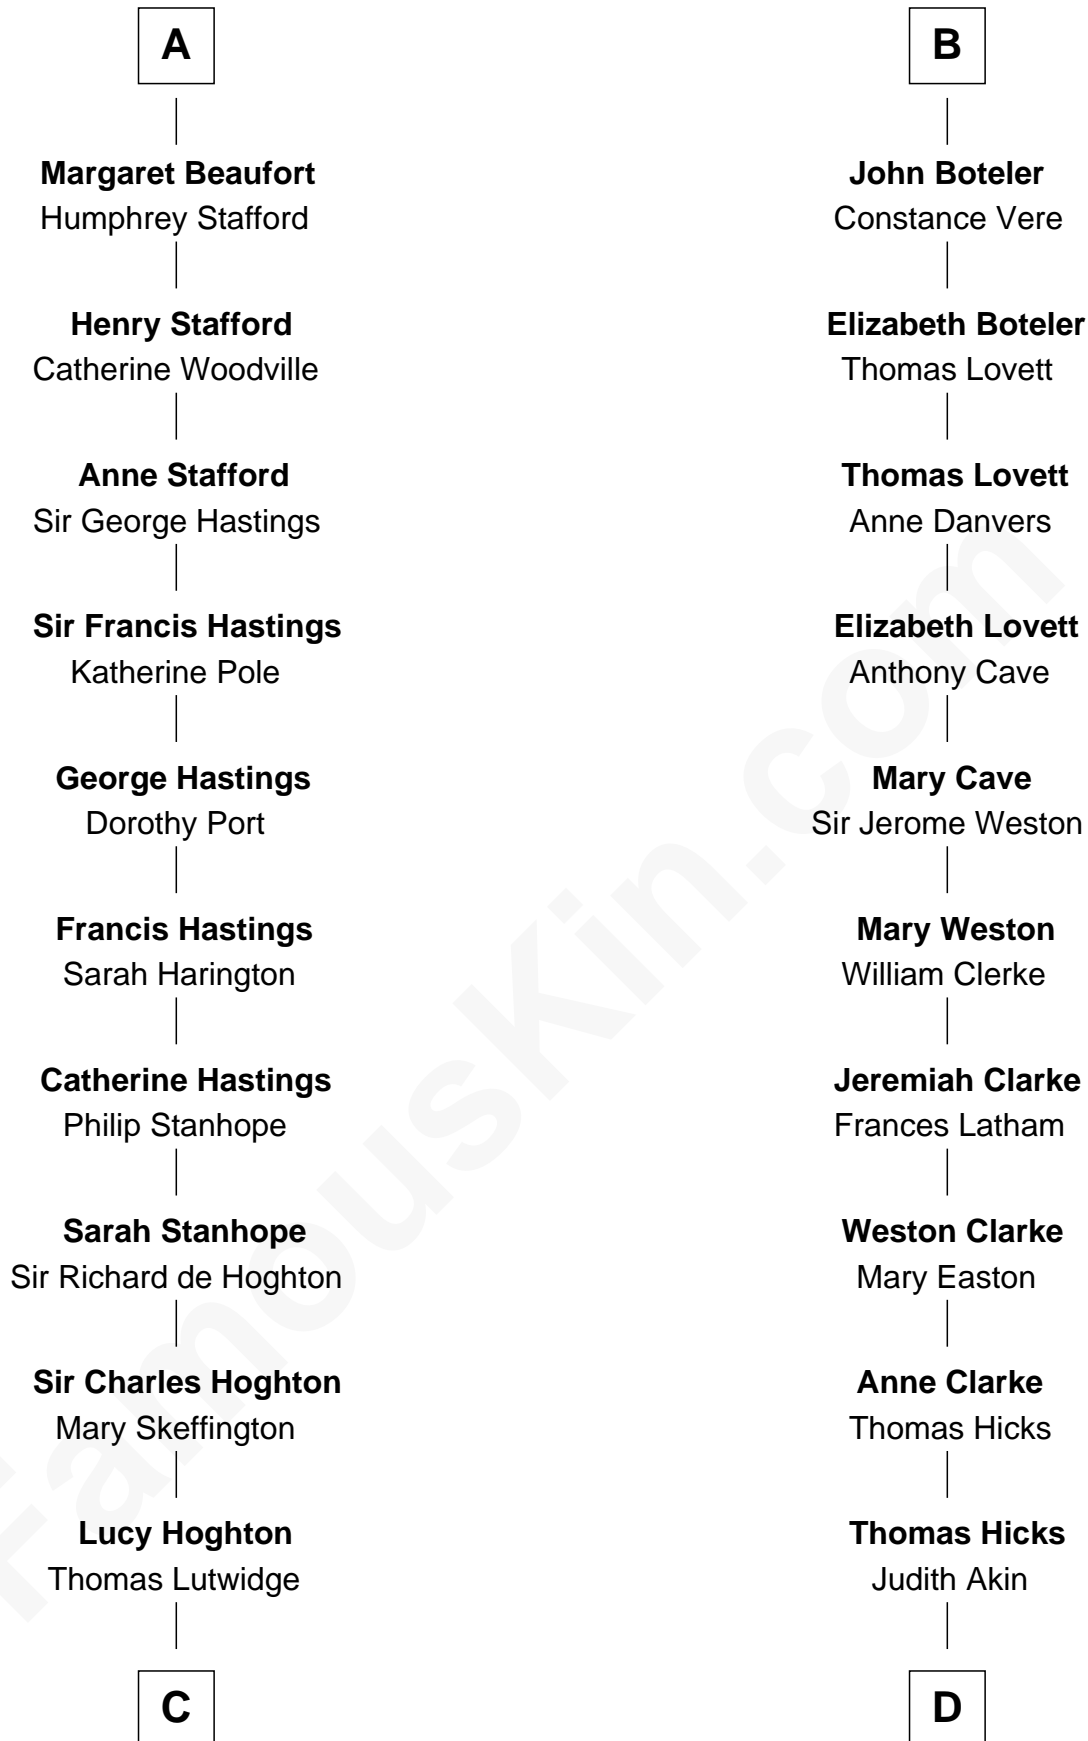 A
Margaret Beaufort
Humphrey Stafford
Henry Stafford
Catherine Woodville
Anne Stafford
Sir George Hastings
Sir Francis Hastings
Katherine Pole
George Hastings
Dorothy Port
Francis Hastings
Sarah Harington
Catherine Hastings
Philip Stanhope
Sarah Stanhope
Sir Richard de Hoghton
Sir Charles Hoghton
Mary Skeffington
Lucy Hoghton
Thomas Lutwidge
C
B
John Boteler
Constance Vere
Elizabeth Boteler
Thomas Lovett
Thomas Lovett
Anne Danvers
Elizabeth Lovett
Anthony Cave
Mary Cave
Sir Jerome Weston
Mary Weston
William Clerke
Jeremiah Clarke
Frances Latham
Weston Clarke
Mary Easton
Anne Clarke
Thomas Hicks
Thomas Hicks
Judith Akin
D
FamousKin.com